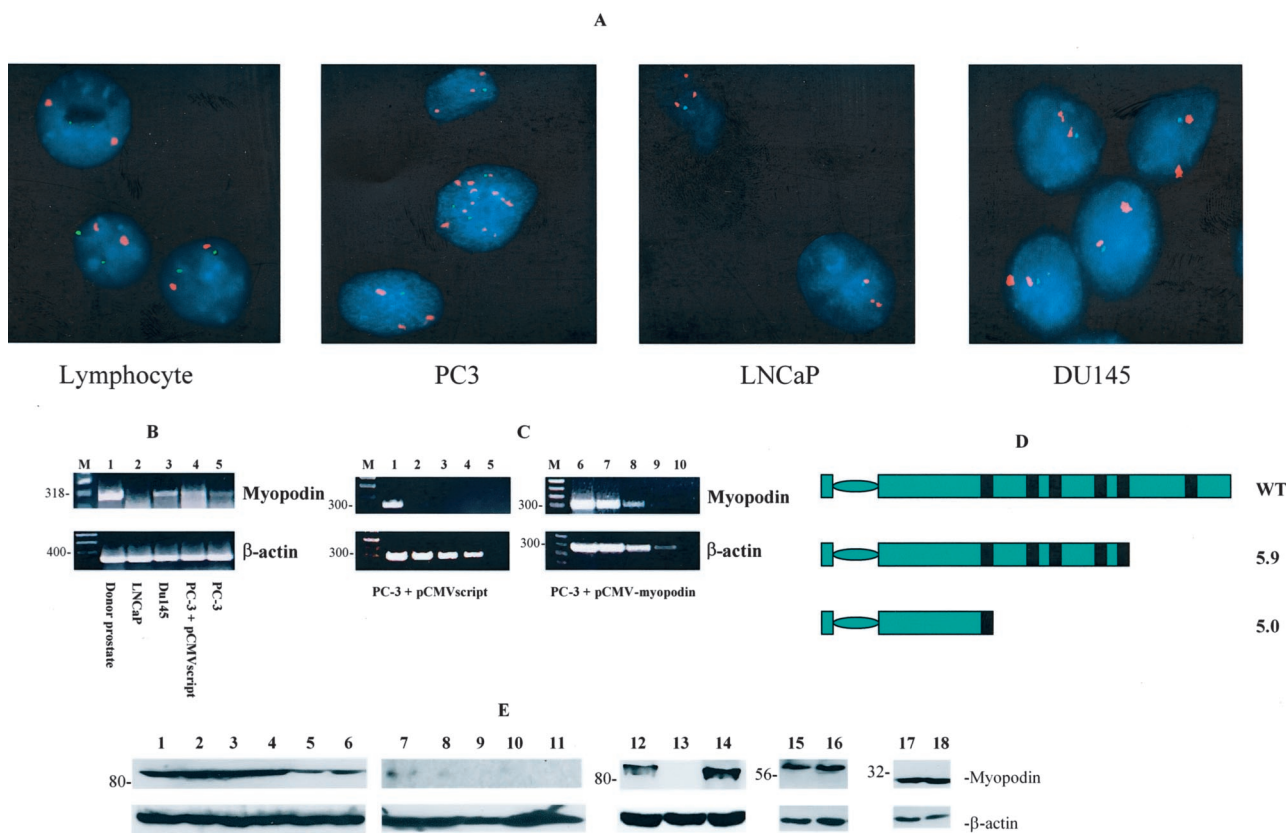 A
Lymphocyte PC3 LNCaP DU145
B
M 1 2 3 4 5
318- Myopodin
400- β-actin
Donor prostate
LNCaP
Du145
PC-3 + pCMVscript
PC-3
C
M 1 2 3 4 5 M 6 7 8 9 10
300- 300- Myopodin
300- 300- β-actin
PC-3 + pCMVscript PC-3 + pCMV-myopodin
D
WT
5.9
5.0
E
1 2 3 4 5 6 7 8 9 10 11 12 13 14 15 16 17 18
80- 80- 56- 32- -Myopodin
-β-actin